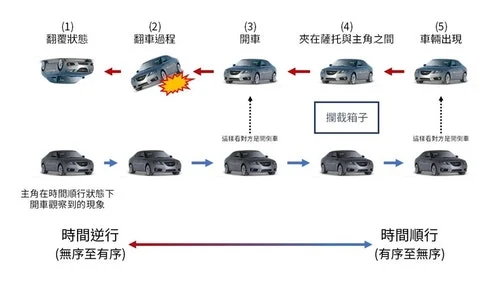 (1)
翻覆狀態
(2)
翻車過程
(3)
開車
(4)
夾在薩托與主角之間
(5)
車輛出現
攔截箱子
這樣看對方是開倒車
這樣看對方是開倒車
主角在時間順行狀態下
開車觀察到的現象
時間逆行
(無序至有序)
時間順行
(有序至無序)